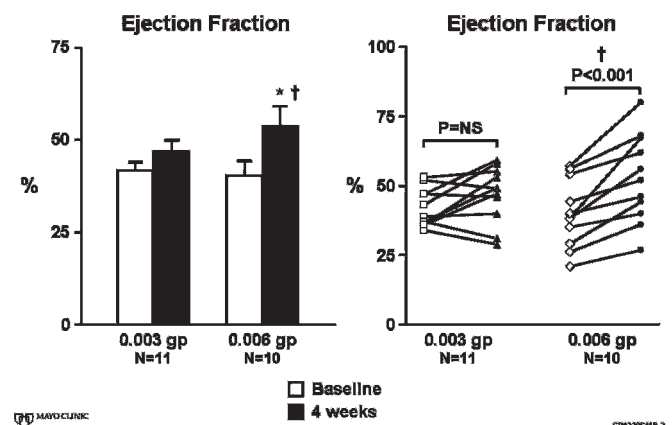 Ejection Fraction
75
50
%
25
0
* †
0.003 gp
N=11
0.006 gp
N=10
Ejection Fraction
100
75
50
%
25
0
P=NS
†
P<0.001
0.003 gp
N=11
0.006 gp
N=10
Baseline
4 weeks
MAYO CLINIC